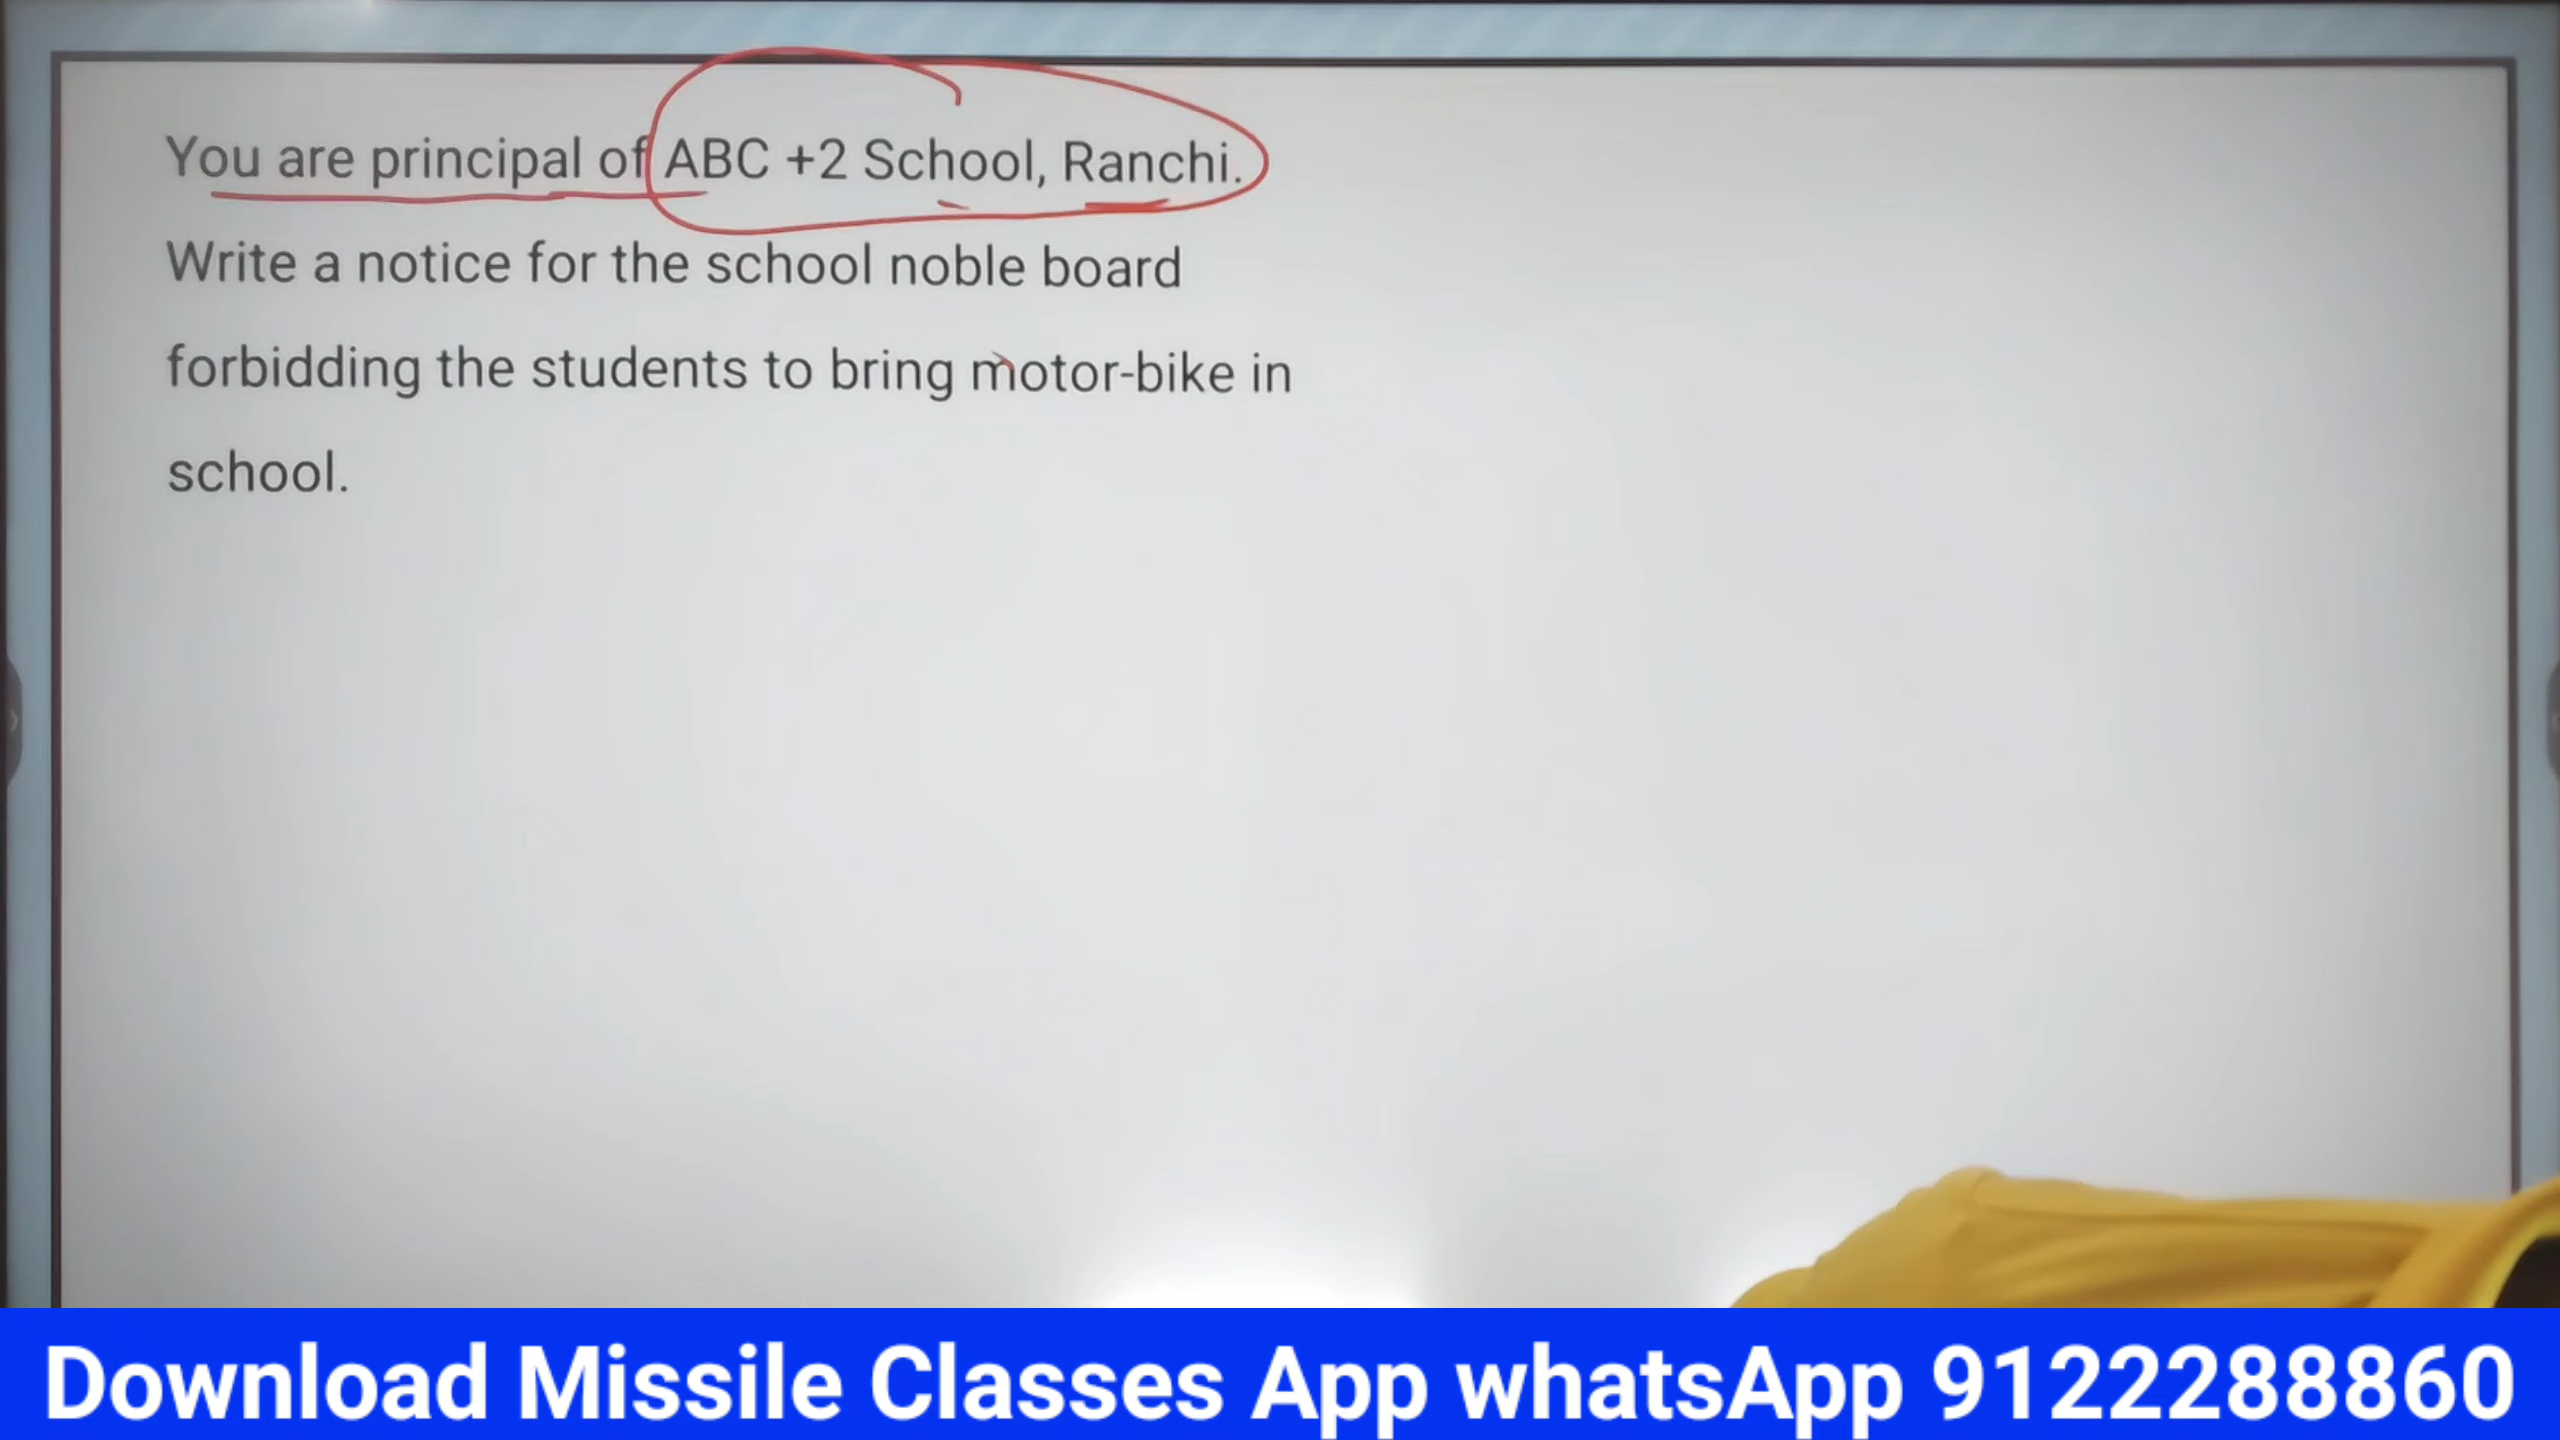 You are principal of ABC +2 School, Ranchi.
Write a notice for the school noble board
forbidding the students to bring motor-bike in
school.
Download Missile Classes App whatsApp 9122288860